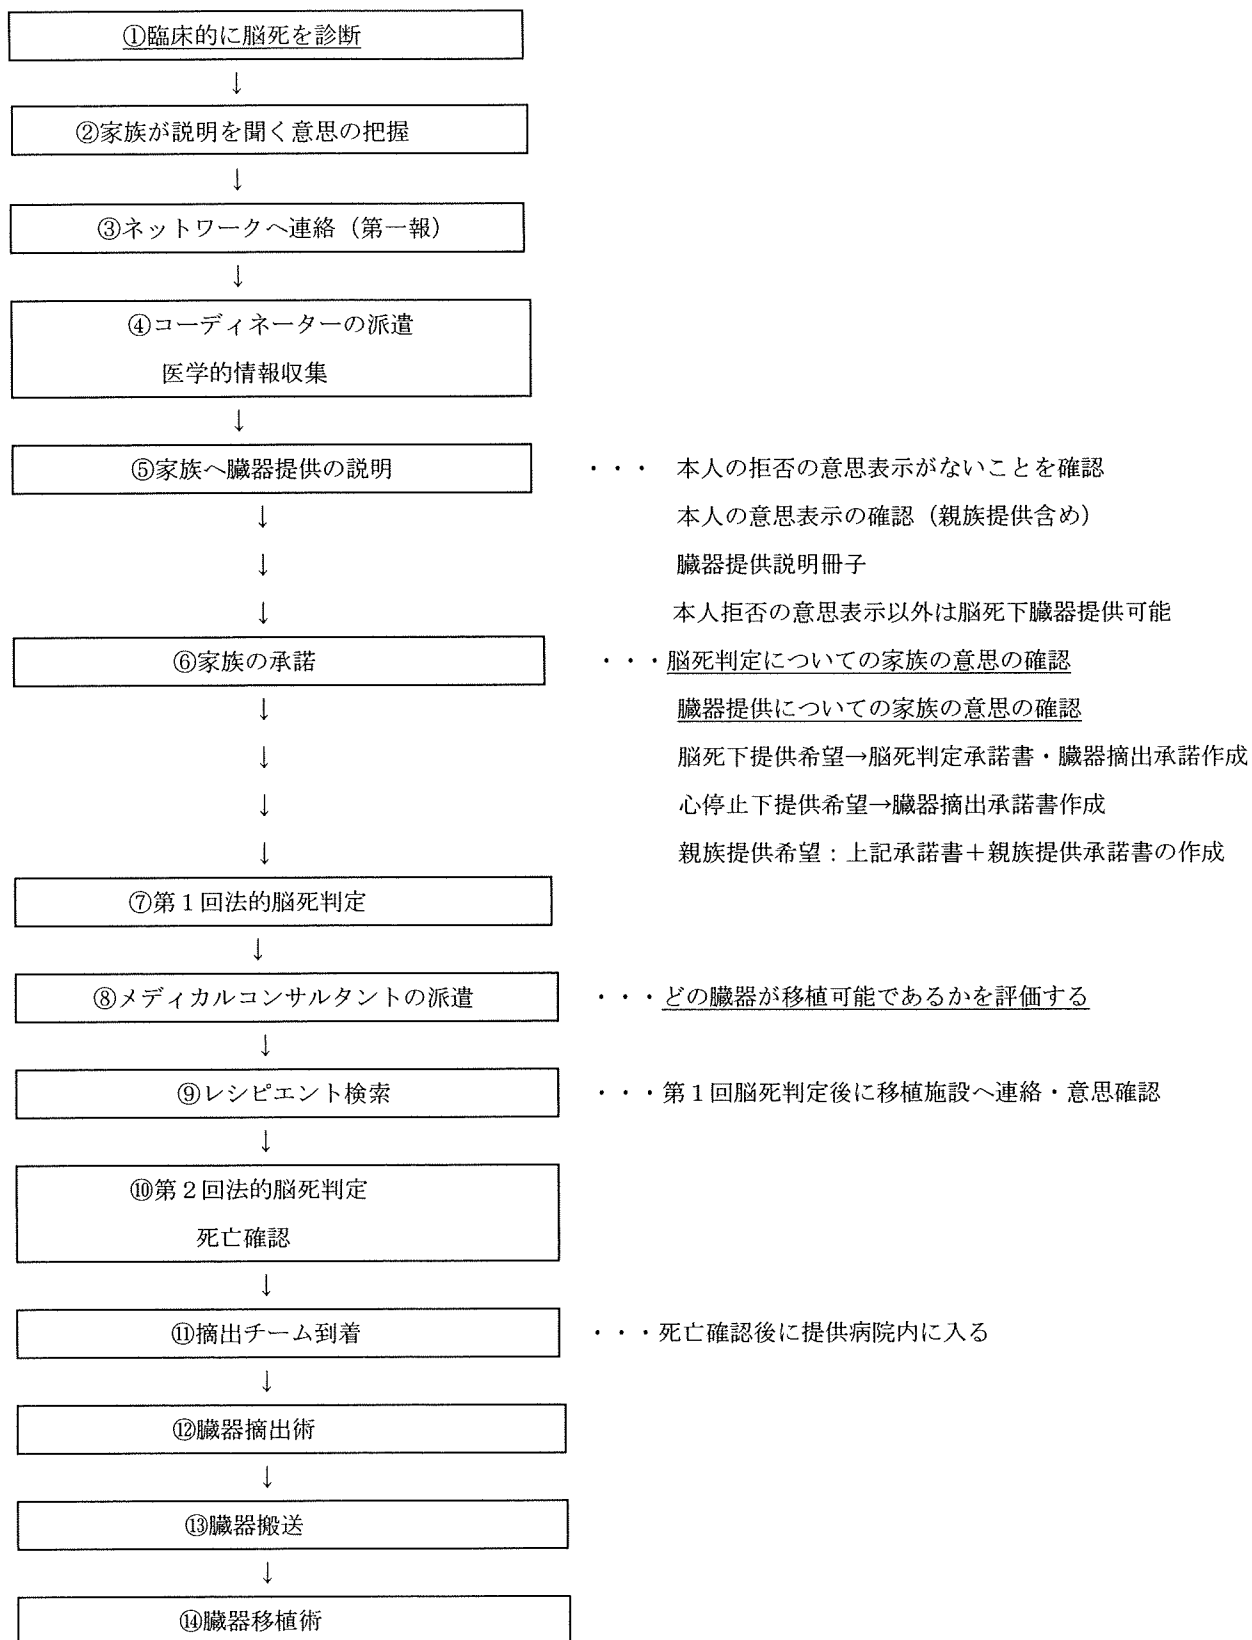 ①臨床的に脳死を診断
↓
②家族が説明を聞く意思の把握
↓
③ネットワークへ連絡（第一報）
↓
④コーディネーターの派遣
医学的情報収集
↓
⑤家族へ臓器提供の説明 ・・・ 本人の拒否の意思表示がないことを確認
↓ 本人の意思表示の確認（親族提供含め）
↓ 臓器提供説明冊子
↓ 本人拒否の意思表示以外は脳死下臓器提供可能
⑥家族の承諾 ・・・脳死判定についての家族の意思の確認
↓ 臓器提供についての家族の意思の確認
↓ 脳死下提供希望→脳死判定承諾書・臓器摘出承諾作成
↓ 心停止下提供希望→臓器摘出承諾書作成
↓ 親族提供希望：上記承諾書＋親族提供承諾書の作成
⑦第１回法的脳死判定
↓
⑧メディカルコンサルタントの派遣 ・・・どの臓器が移植可能であるかを評価する
↓
⑨レシピエント検索 ・・・第１回脳死判定後に移植施設へ連絡・意思確認
↓
⑩第２回法的脳死判定
死亡確認
↓
⑪摘出チーム到着 ・・・死亡確認後に提供病院内に入る
↓
⑫臓器摘出術
↓
⑬臓器搬送
↓
⑭臓器移植術